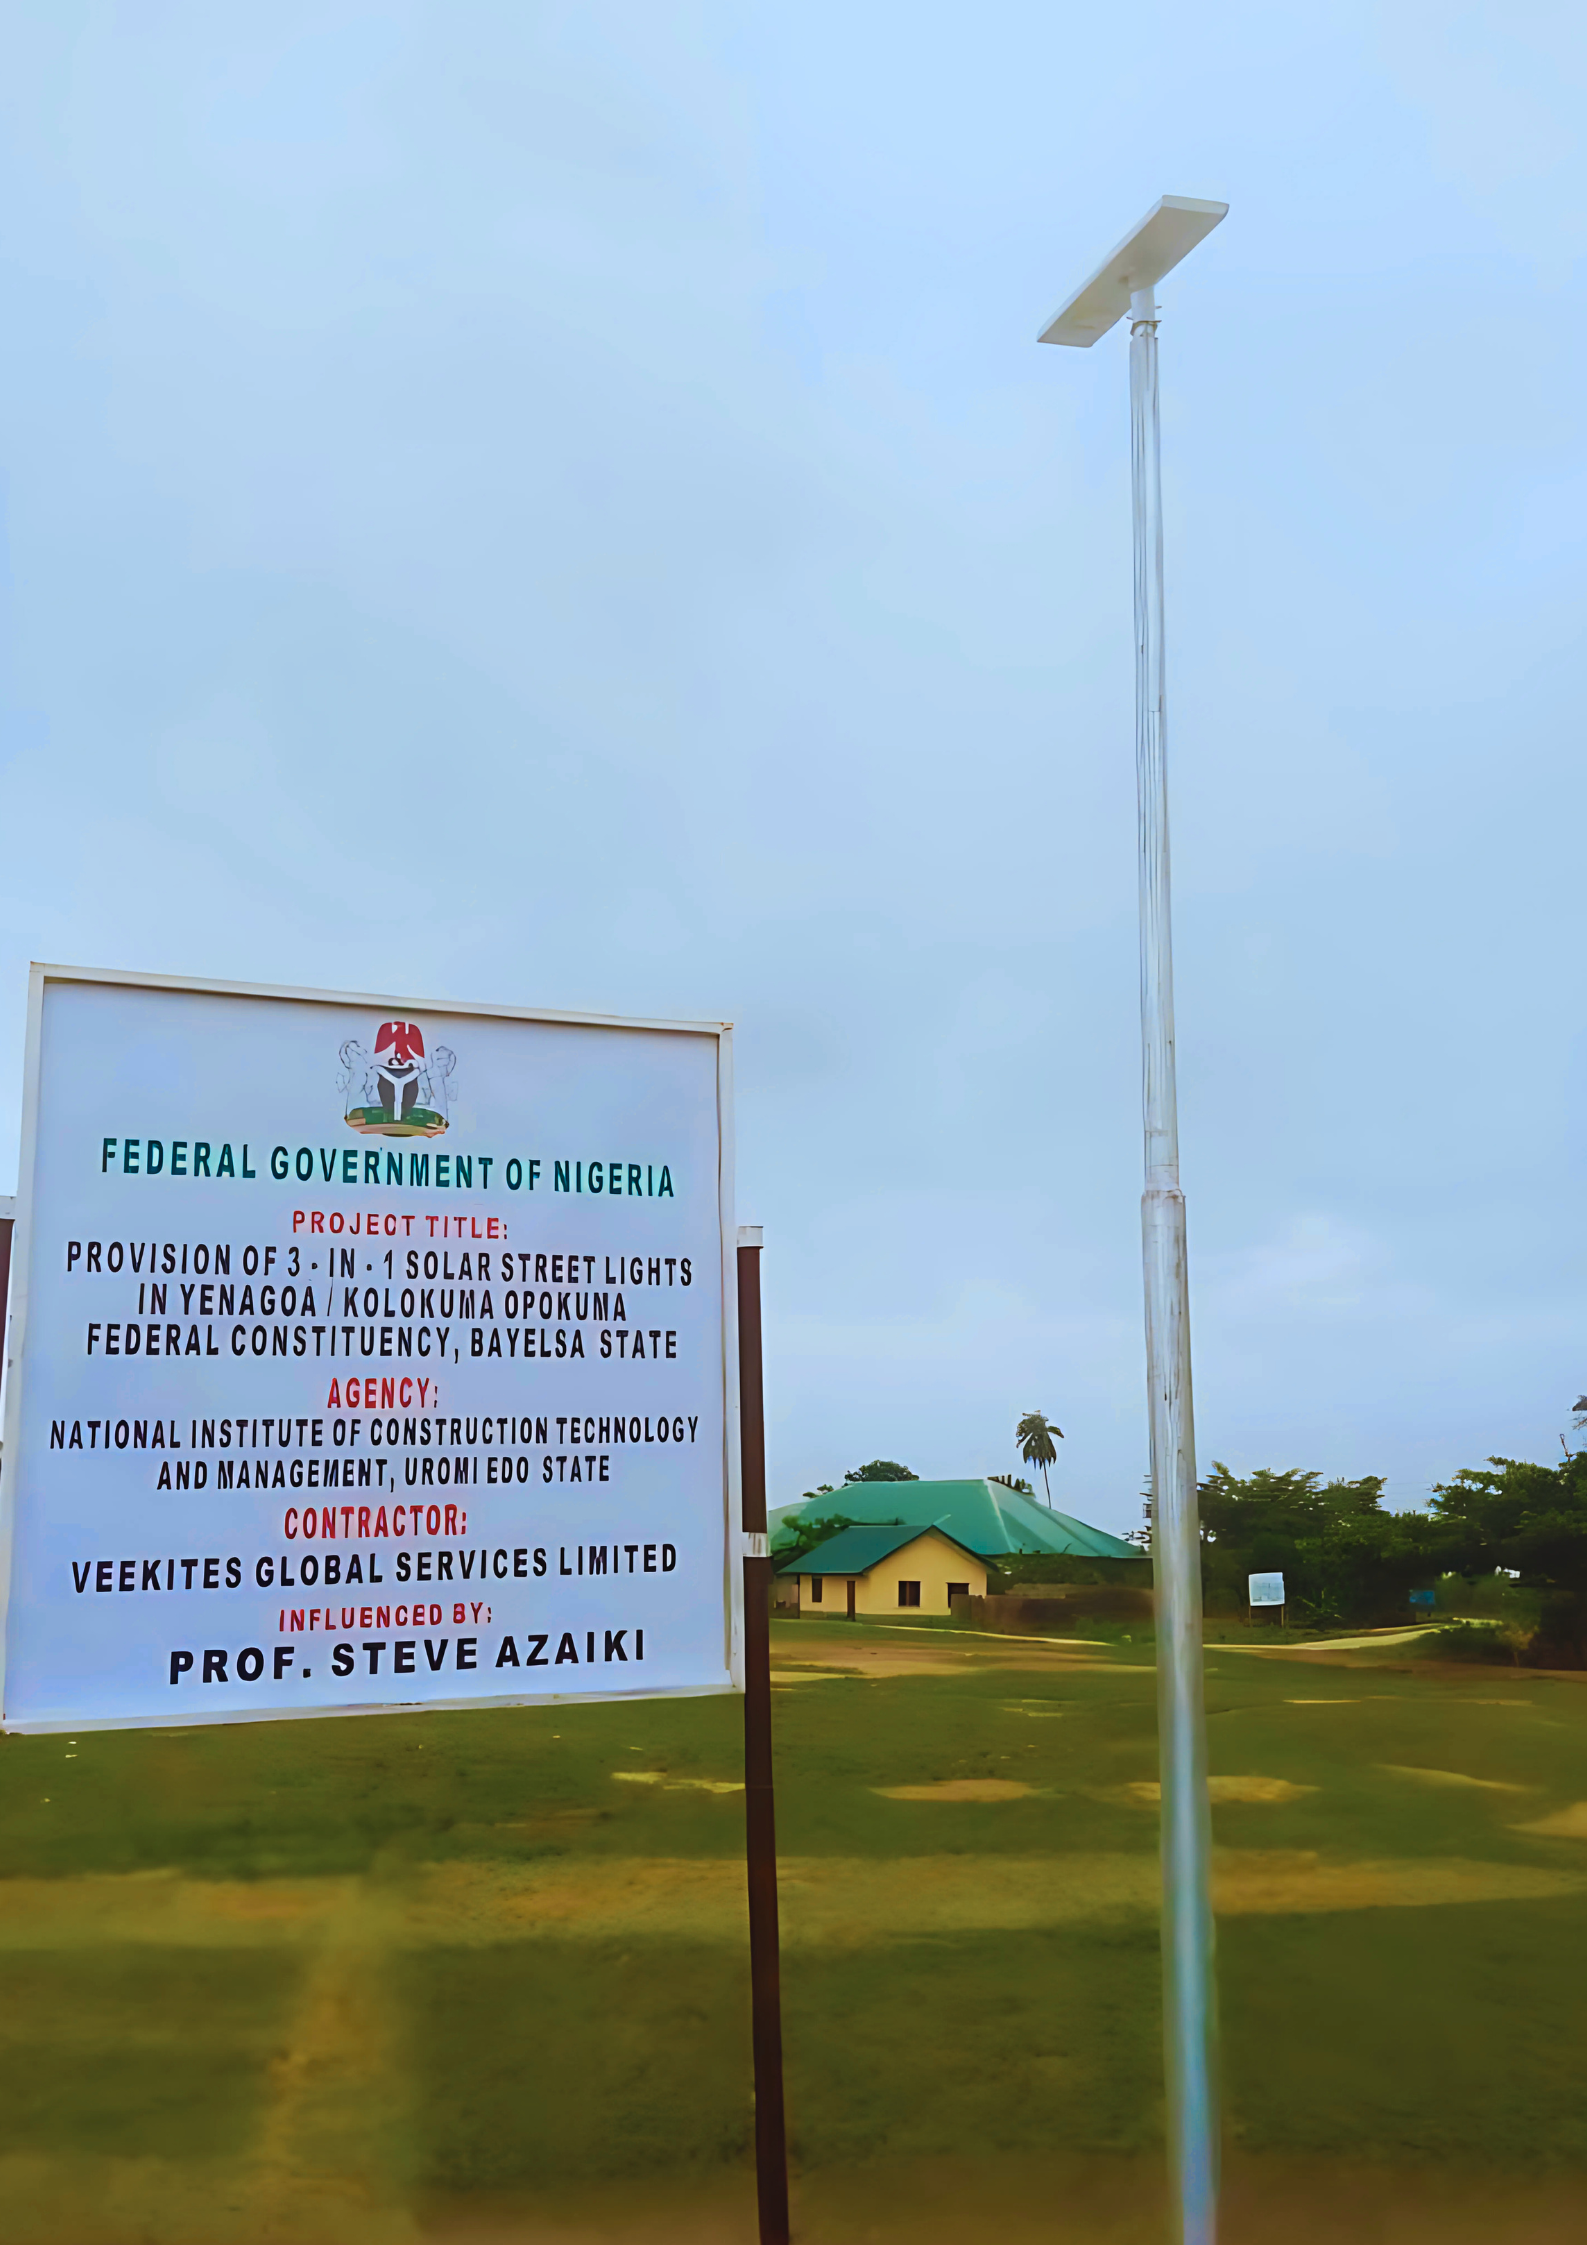 FEDERAL GOVERNMENT OF NIGERIA
PROJECT TITLE:
PROVISION OF 3 - IN - 1 SOLAR STREET LIGHTS
IN YENAGOA / KOLOKUMA OPOKUMA
FEDERAL CONSTITUENCY, BAYELSA STATE
AGENCY:
NATIONAL INSTITUTE OF CONSTRUCTION TECHNOLOGY
AND MANAGEMENT, UROMI EDO STATE
CONTRACTOR:
VEEKITES GLOBAL SERVICES LIMITED
INFLUENCED BY:
PROF. STEVE AZAIKI